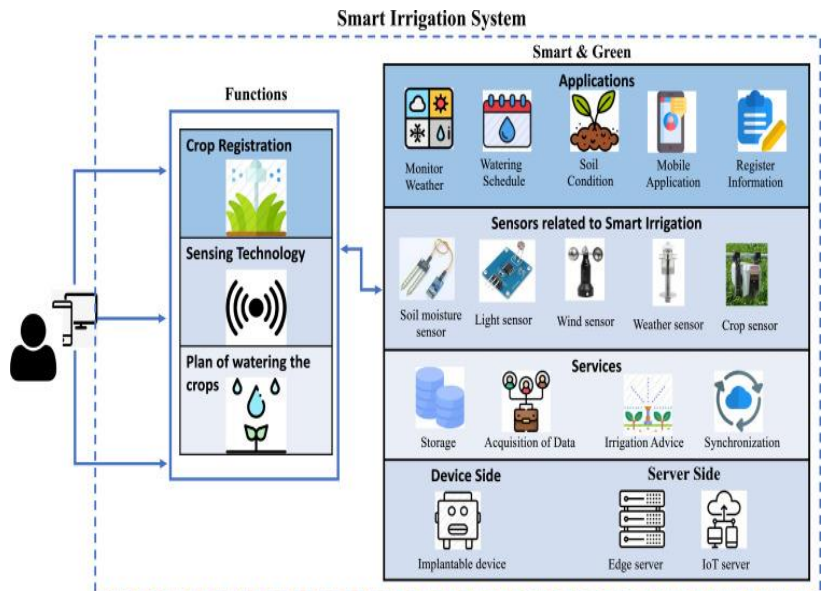 Smart Irrigation System
Functions
Crop Registration
Sensing Technology
Plan of watering the
crops
Smart & Green
Applications
Monitor
Weather
Watering
Schedule
Soil
Condition
Mobile
Application
Register
Information
Sensors related to Smart Irrigation
Soil moisture
sensor
Light sensor
Wind sensor
Weather sensor
Crop sensor
Services
Storage
Acquisition of Data
Irrigation Advice
Synchronization
Device Side
Implantable device
Server Side
Edge server
IoT server